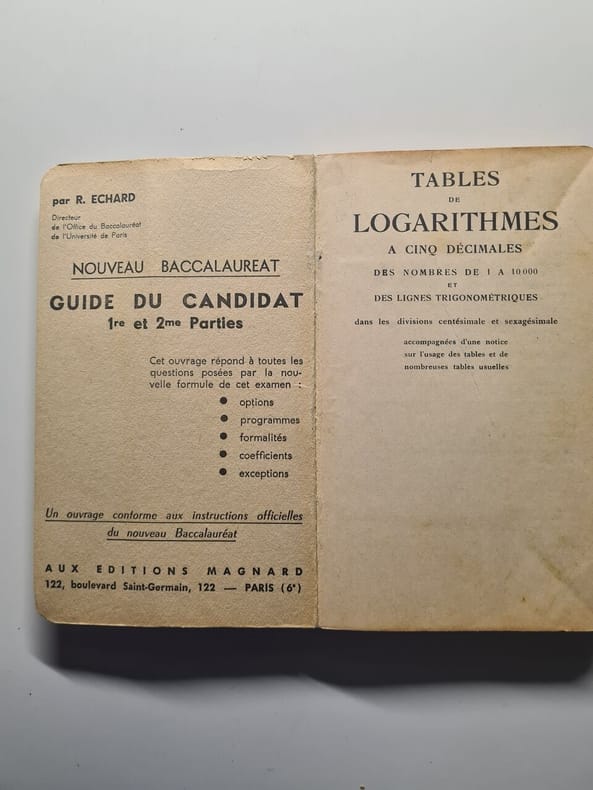 par R. ECHARD
Directeur
de l'Office du Baccalauréat
de l'Université de Paris
NOUVEAU BACCALAUREAT
GUIDE DU CANDIDAT
1re et 2me Parties
Cet ouvrage répond à toutes les
questions posées par la nou-
velle formule de cet examen :
● options
● programmes
● formalités
● coefficients
● exceptions
Un ouvrage conforme aux instructions officielles
du nouveau Baccalauréat
AUX EDITIONS MAGNARD
122, boulevard Saint-Germain, 122 — PARIS (6e)
TABLES
DE
LOGARITHMES
A CINQ DÉCIMALES
DES NOMBRES DE 1 A 10000
ET
DES LIGNES TRIGONOMÉTRIQUES
dans les divisions centésimale et sexagésimale
accompagnées d'une notice
sur l'usage des tables et de
nombreuses tables usuelles